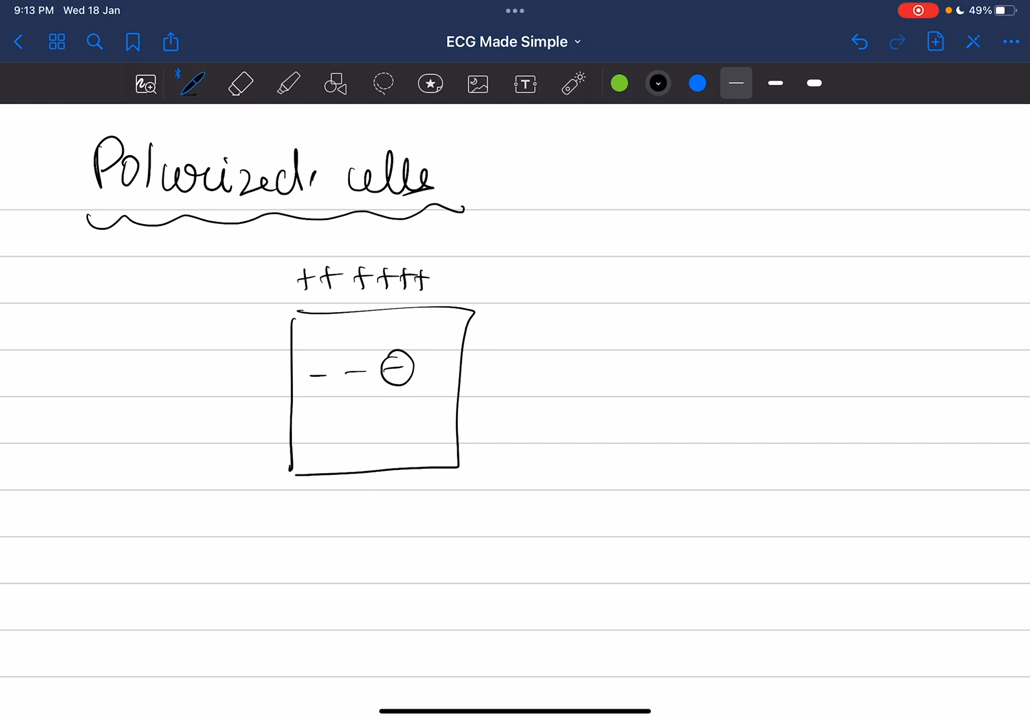 9:13 PM Wed 18 Jan
49%
ECG Made Simple
T
Polarized cells
++ ++++
- - -